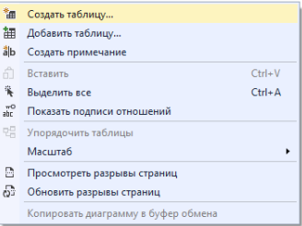 Создать таблицу...
Добавить таблицу...
Создать примечание
Вставить Ctrl+V
Выделить все Ctrl+A
Показать подписи отношений
Упорядочить таблицы
Масштаб
Просмотреть разрывы страниц
Обновить разрывы страниц
Копировать диаграмму в буфер обмена